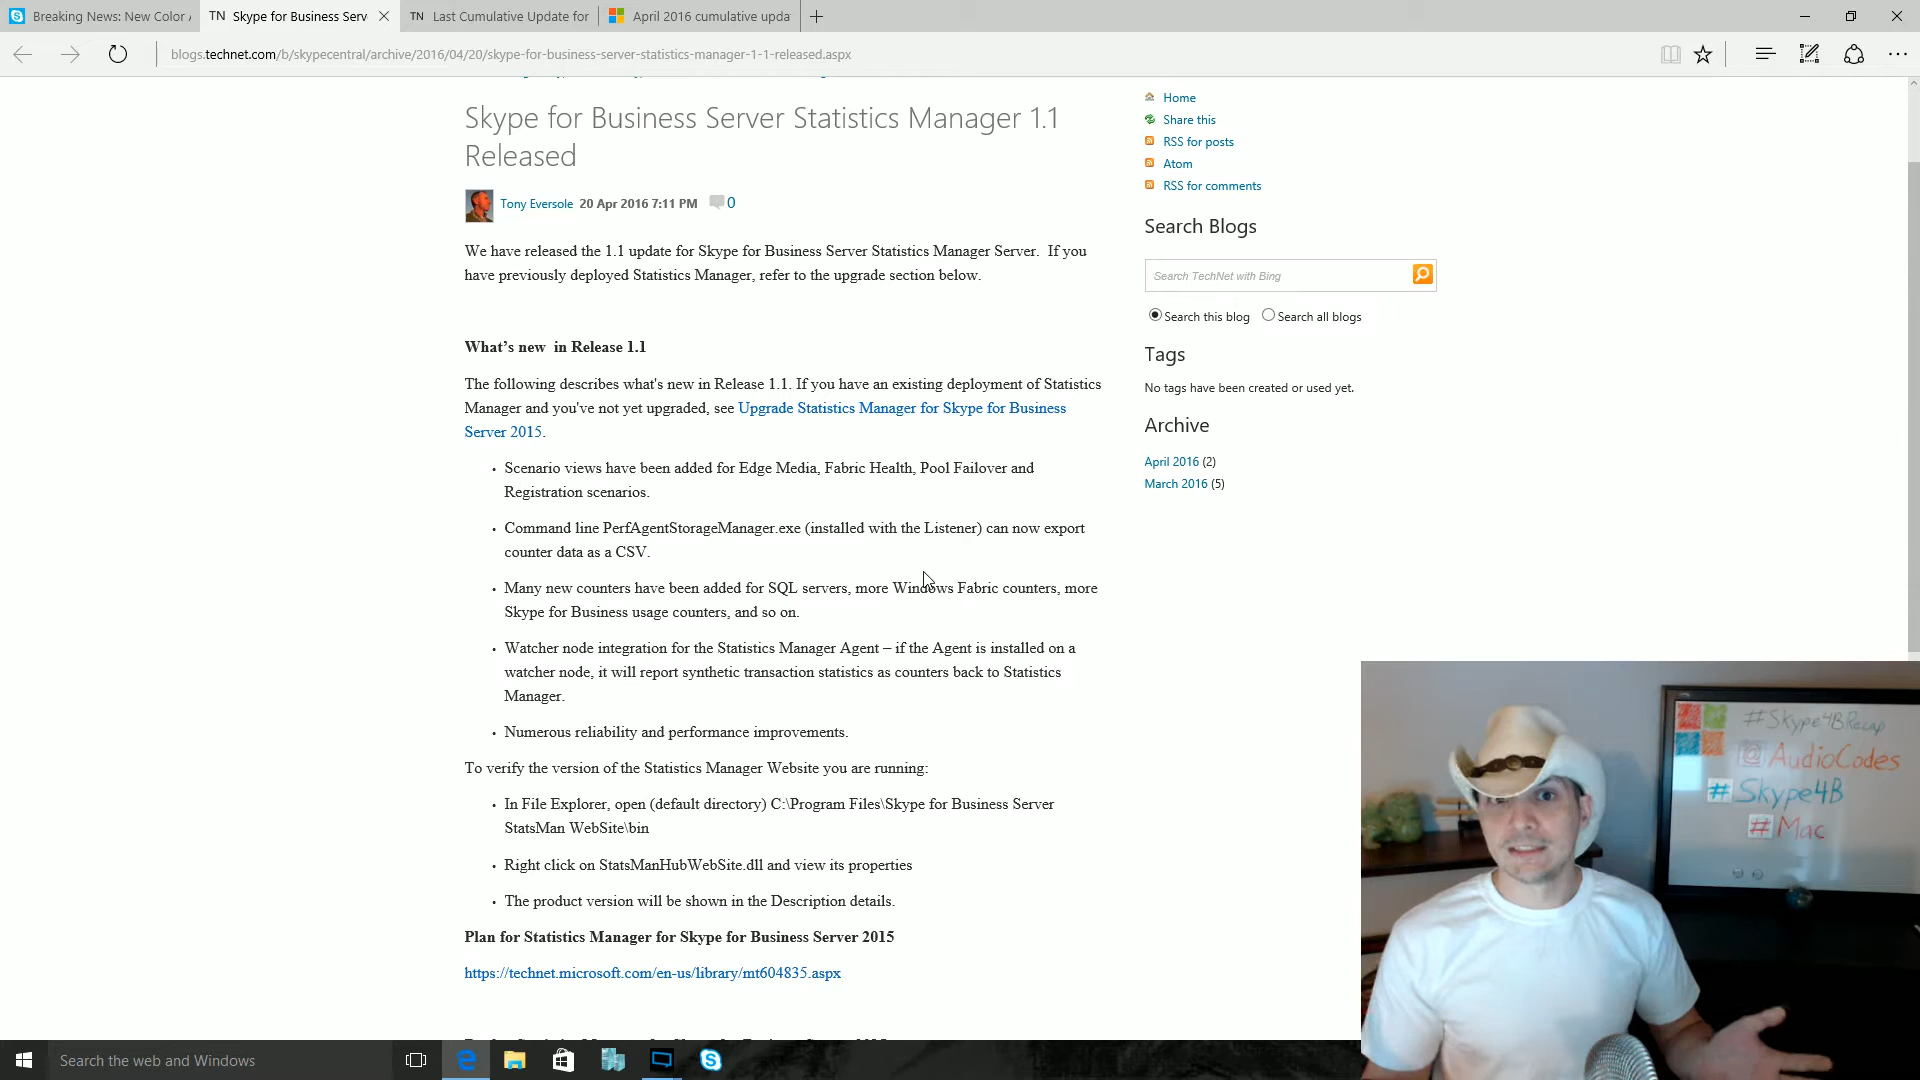 Breaking News: New Color
TN Skype for Business Serv
TN Last Cumulative Update for
April 2016 cumulative upda
blogs.technet.com/b/skypecentral/archive/2016/04/20/skype-for-business-server-statistics-manager-1-1-released.aspx
Skype for Business Server Statistics Manager 1.1
Released
Tony Eversole 20 Apr 2016 7:11 PM 0
We have released the 1.1 update for Skype for Business Server Statistics Manager Server. If you
have previously deployed Statistics Manager, refer to the upgrade section below.
What's new in Release 1.1
The following describes what's new in Release 1.1. If you have an existing deployment of Statistics
Manager and you've not yet upgraded, see Upgrade Statistics Manager for Skype for Business
Server 2015.
• Scenario views have been added for Edge Media, Fabric Health, Pool Failover and
Registration scenarios.
• Command line PerfAgentStorageManager.exe (installed with the Listener) can now export
counter data as a CSV.
• Many new counters have been added for SQL servers, more Windows Fabric counters, more
Skype for Business usage counters, and so on.
• Watcher node integration for the Statistics Manager Agent – if the Agent is installed on a
watcher node, it will report synthetic transaction statistics as counters back to Statistics
Manager.
• Numerous reliability and performance improvements.
To verify the version of the Statistics Manager Website you are running:
• In File Explorer, open (default directory) C:\Program Files\Skype for Business Server
StatsMan WebSite\bin
• Right click on StatsManHubWebSite.dll and view its properties
• The product version will be shown in the Description details.
Plan for Statistics Manager for Skype for Business Server 2015
https://technet.microsoft.com/en-us/library/mt604835.aspx
Home
Share this
RSS for posts
Atom
RSS for comments
Search Blogs
Search TechNet with Bing
Search this blog Search all blogs
Tags
No tags have been created or used yet.
Archive
April 2016 (2)
March 2016 (5)
#Skype4BRecap
@AudioCodes
#Skype4B
#Mac
Search the web and Windows